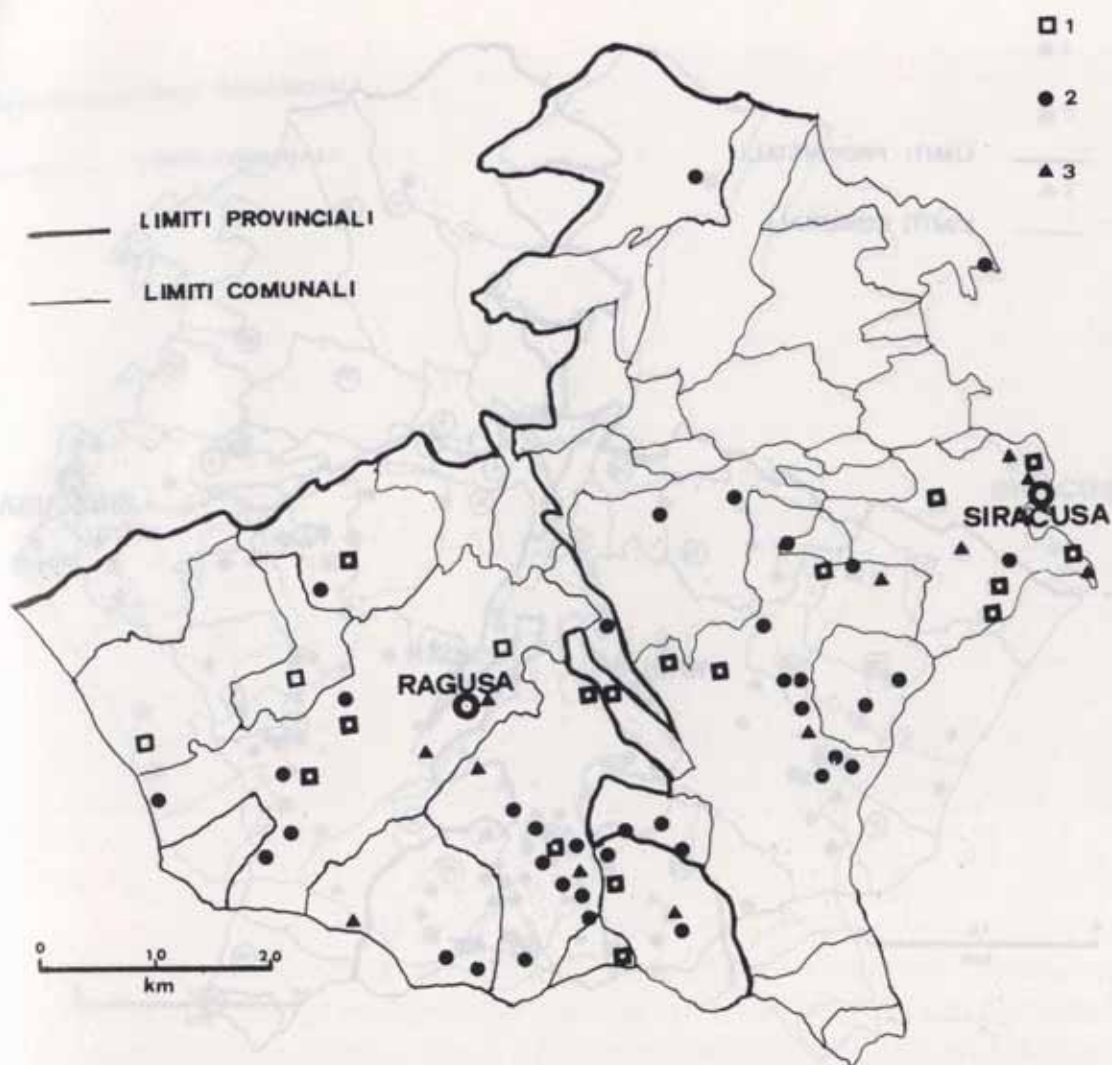 1
2
3
LIMITI PROVINCIALI
LIMITI COMUNALI
SIRACUSA
RAGUSA
0 10 20
km